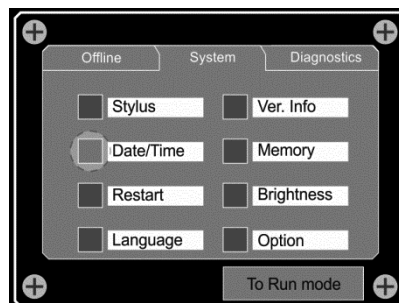 Offline System Diagnostics
Stylus Ver. Info
Date/Time Memory
Restart Brightness
Language Option
To Run mode